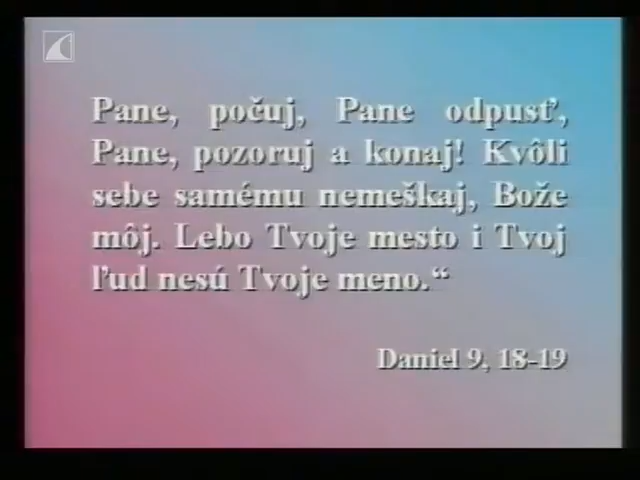 Pane, počuj, Pane odpusť,
Pane, pozoruj a konaj! Kvôli
sebe samému nemeškaj, Bože
môj. Lebo Tvoje mesto i Tvoj
ľud nesú Tvoje meno.“
Daniel 9, 18-19